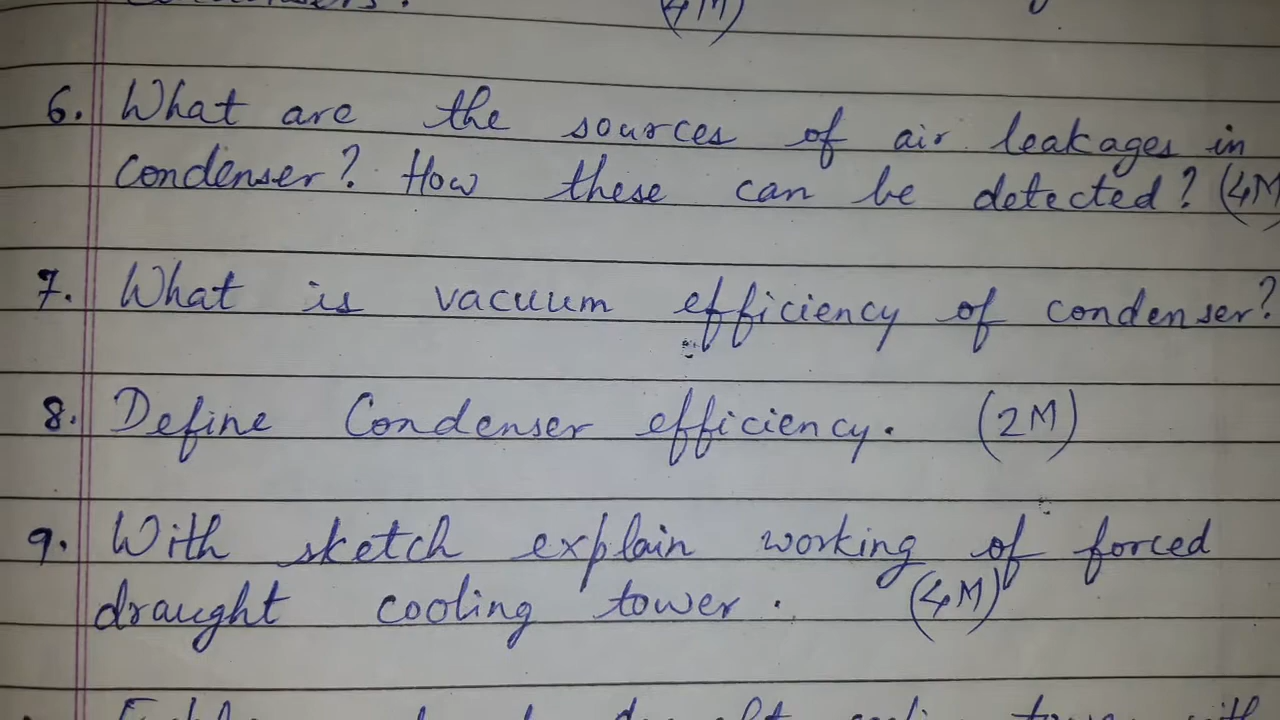 (4M)
6. What are the sources of air leakages in
condenser? How these can be detected? (4M
7. What is vacuum efficiency of condenser?
8. Define Condenser efficiency. (2M)
9. With sketch explain working of forced
draught cooling tower. (4M)